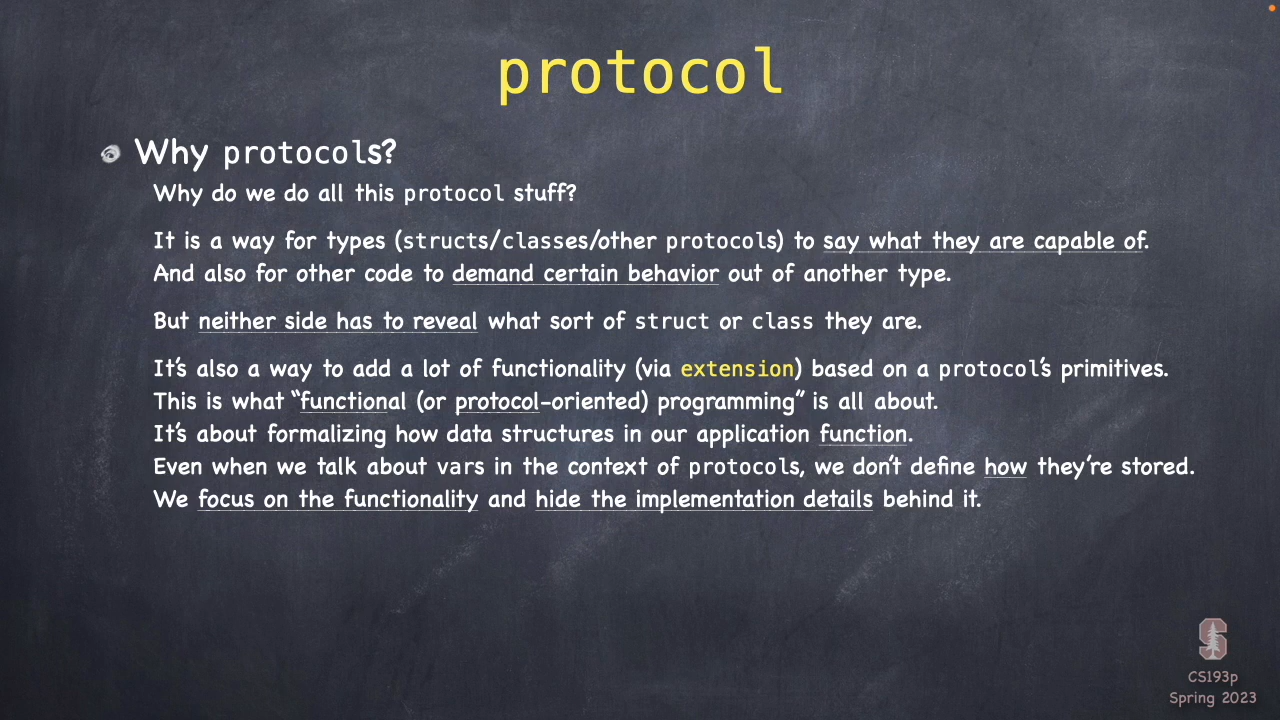 protocol
Why protocols?
Why do we do all this protocol stuff?
It is a way for types (structs/classes/other protocols) to say what they are capable of.
And also for other code to demand certain behavior out of another type.
But neither side has to reveal what sort of struct or class they are.
It's also a way to add a lot of functionality (via extension) based on a protocol's primitives.
This is what “functional (or protocol-oriented) programming” is all about.
It's about formalizing how data structures in our application function.
Even when we talk about vars in the context of protocols, we don't define how they're stored.
We focus on the functionality and hide the implementation details behind it.
S
CS193p
Spring 2023